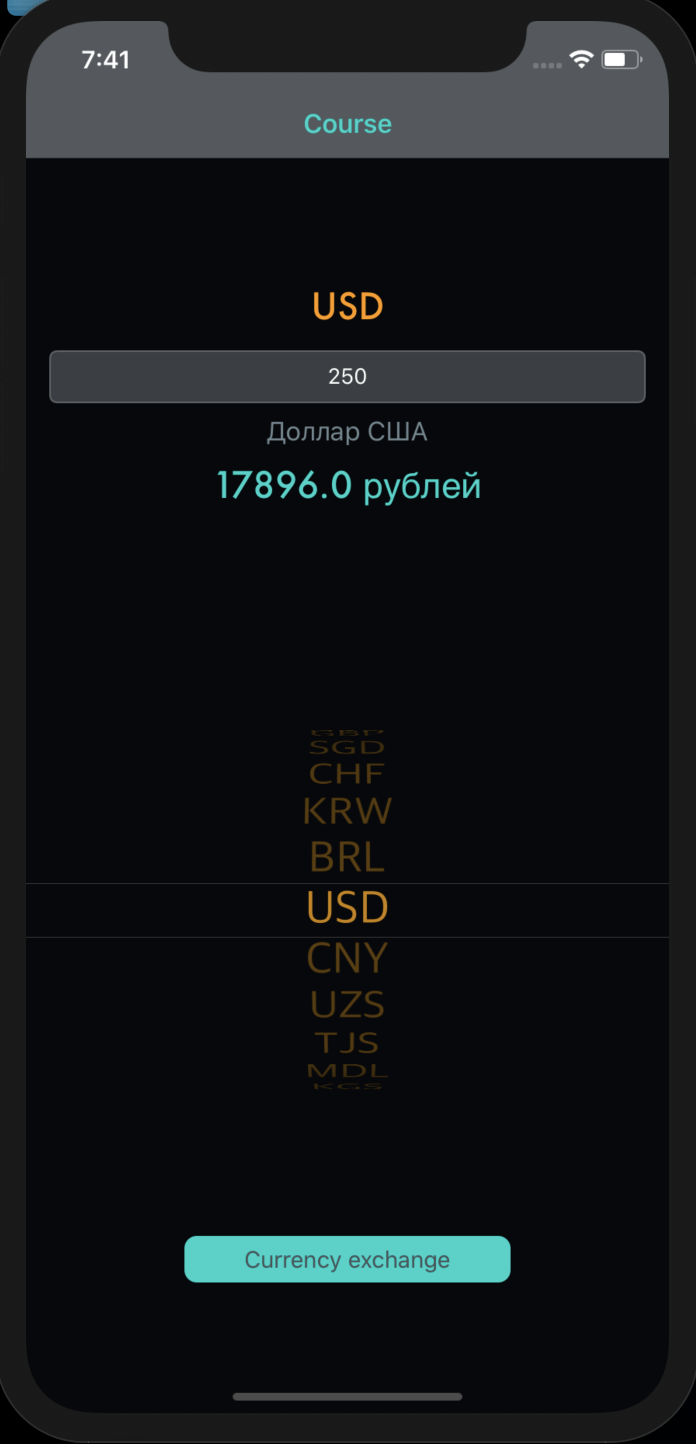 7:41
Course
USD
250
Доллар США
17896.0 рублей
GBP
SGD
CHF
KRW
BRL
USD
CNY
UZS
TJS
MDL
KGS
Currency exchange